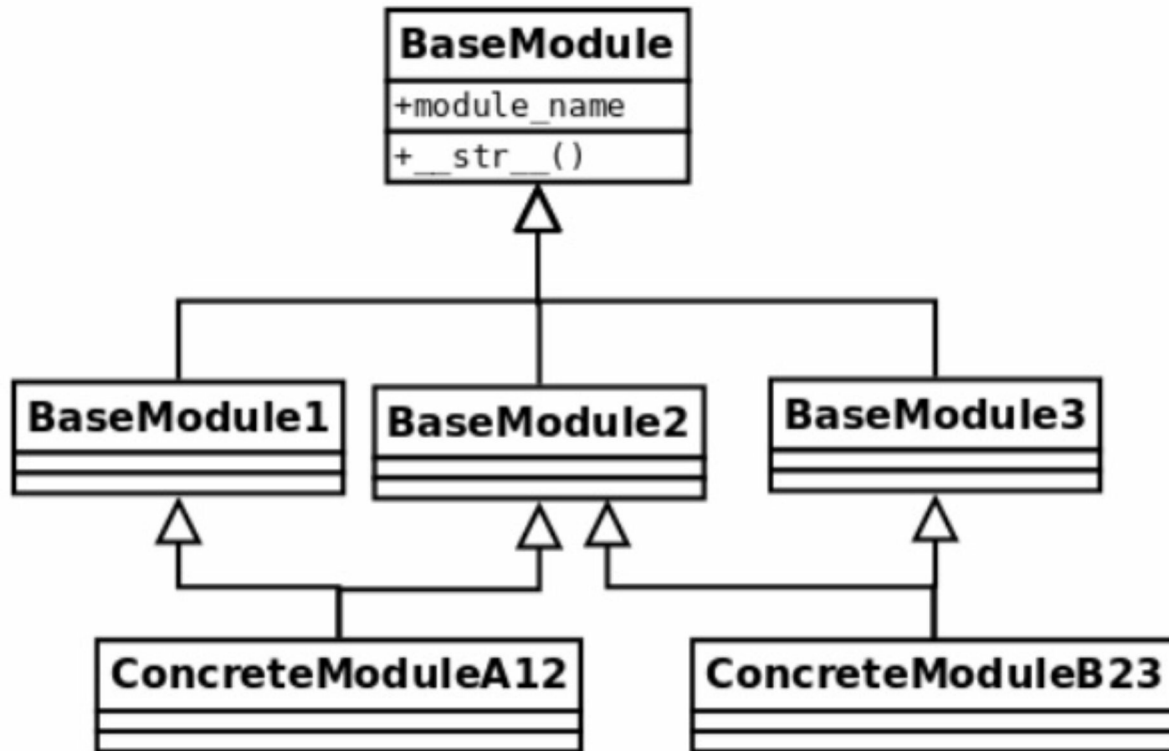 BaseModule
+module_name
+__str__()
BaseModule1
BaseModule2
BaseModule3
ConcreteModuleA12
ConcreteModuleB23